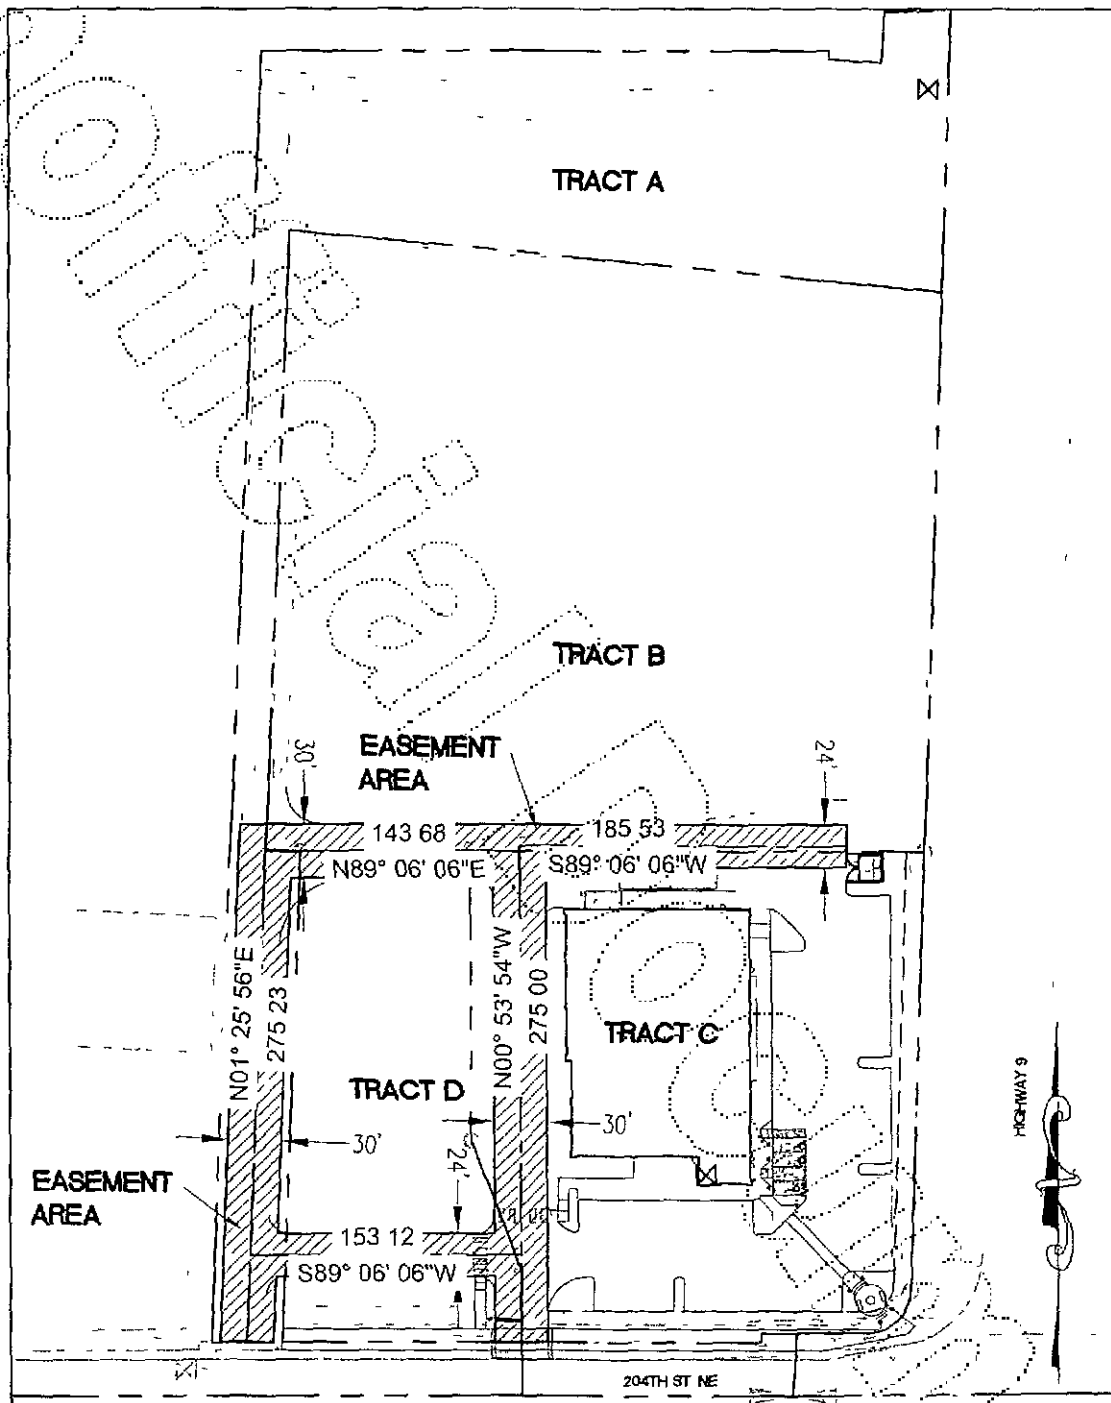 TRACT A
TRACT B
EASEMENT
AREA
30'
24'
143 68
185 53
N89° 06' 06"E
S89° 06' 06"W
N01° 25' 56"E
275 23
N00° 53' 54"W
275 00
TRACT C
TRACT D
30'
30'
24'
EASEMENT
AREA
153 12
S89° 06' 06"W
HIGHWAY 9
204TH ST NE